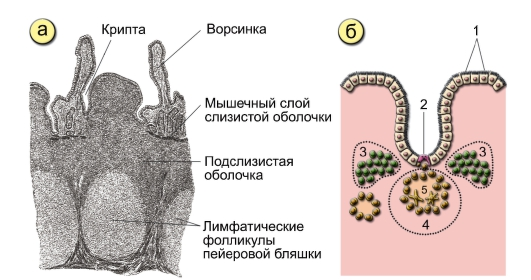 а
Крипта
Ворсинка
Мышечный слой
слизистой оболочки
Подслизистая
оболочка
Лимфатические
фолликулы
пейеровой бляшки
б
1
2
3
3
5
4